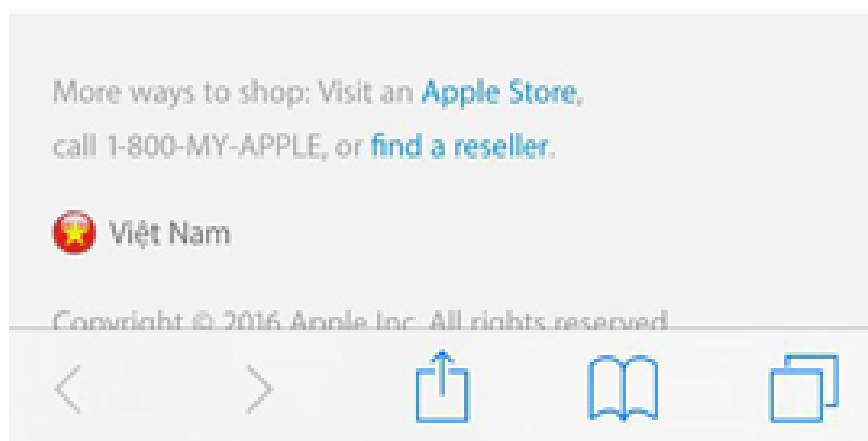 More ways to shop: Visit an Apple Store,
call 1-800-MY-APPLE, or find a reseller.
Việt Nam
Copyright © 2016 Apple Inc. All rights reserved